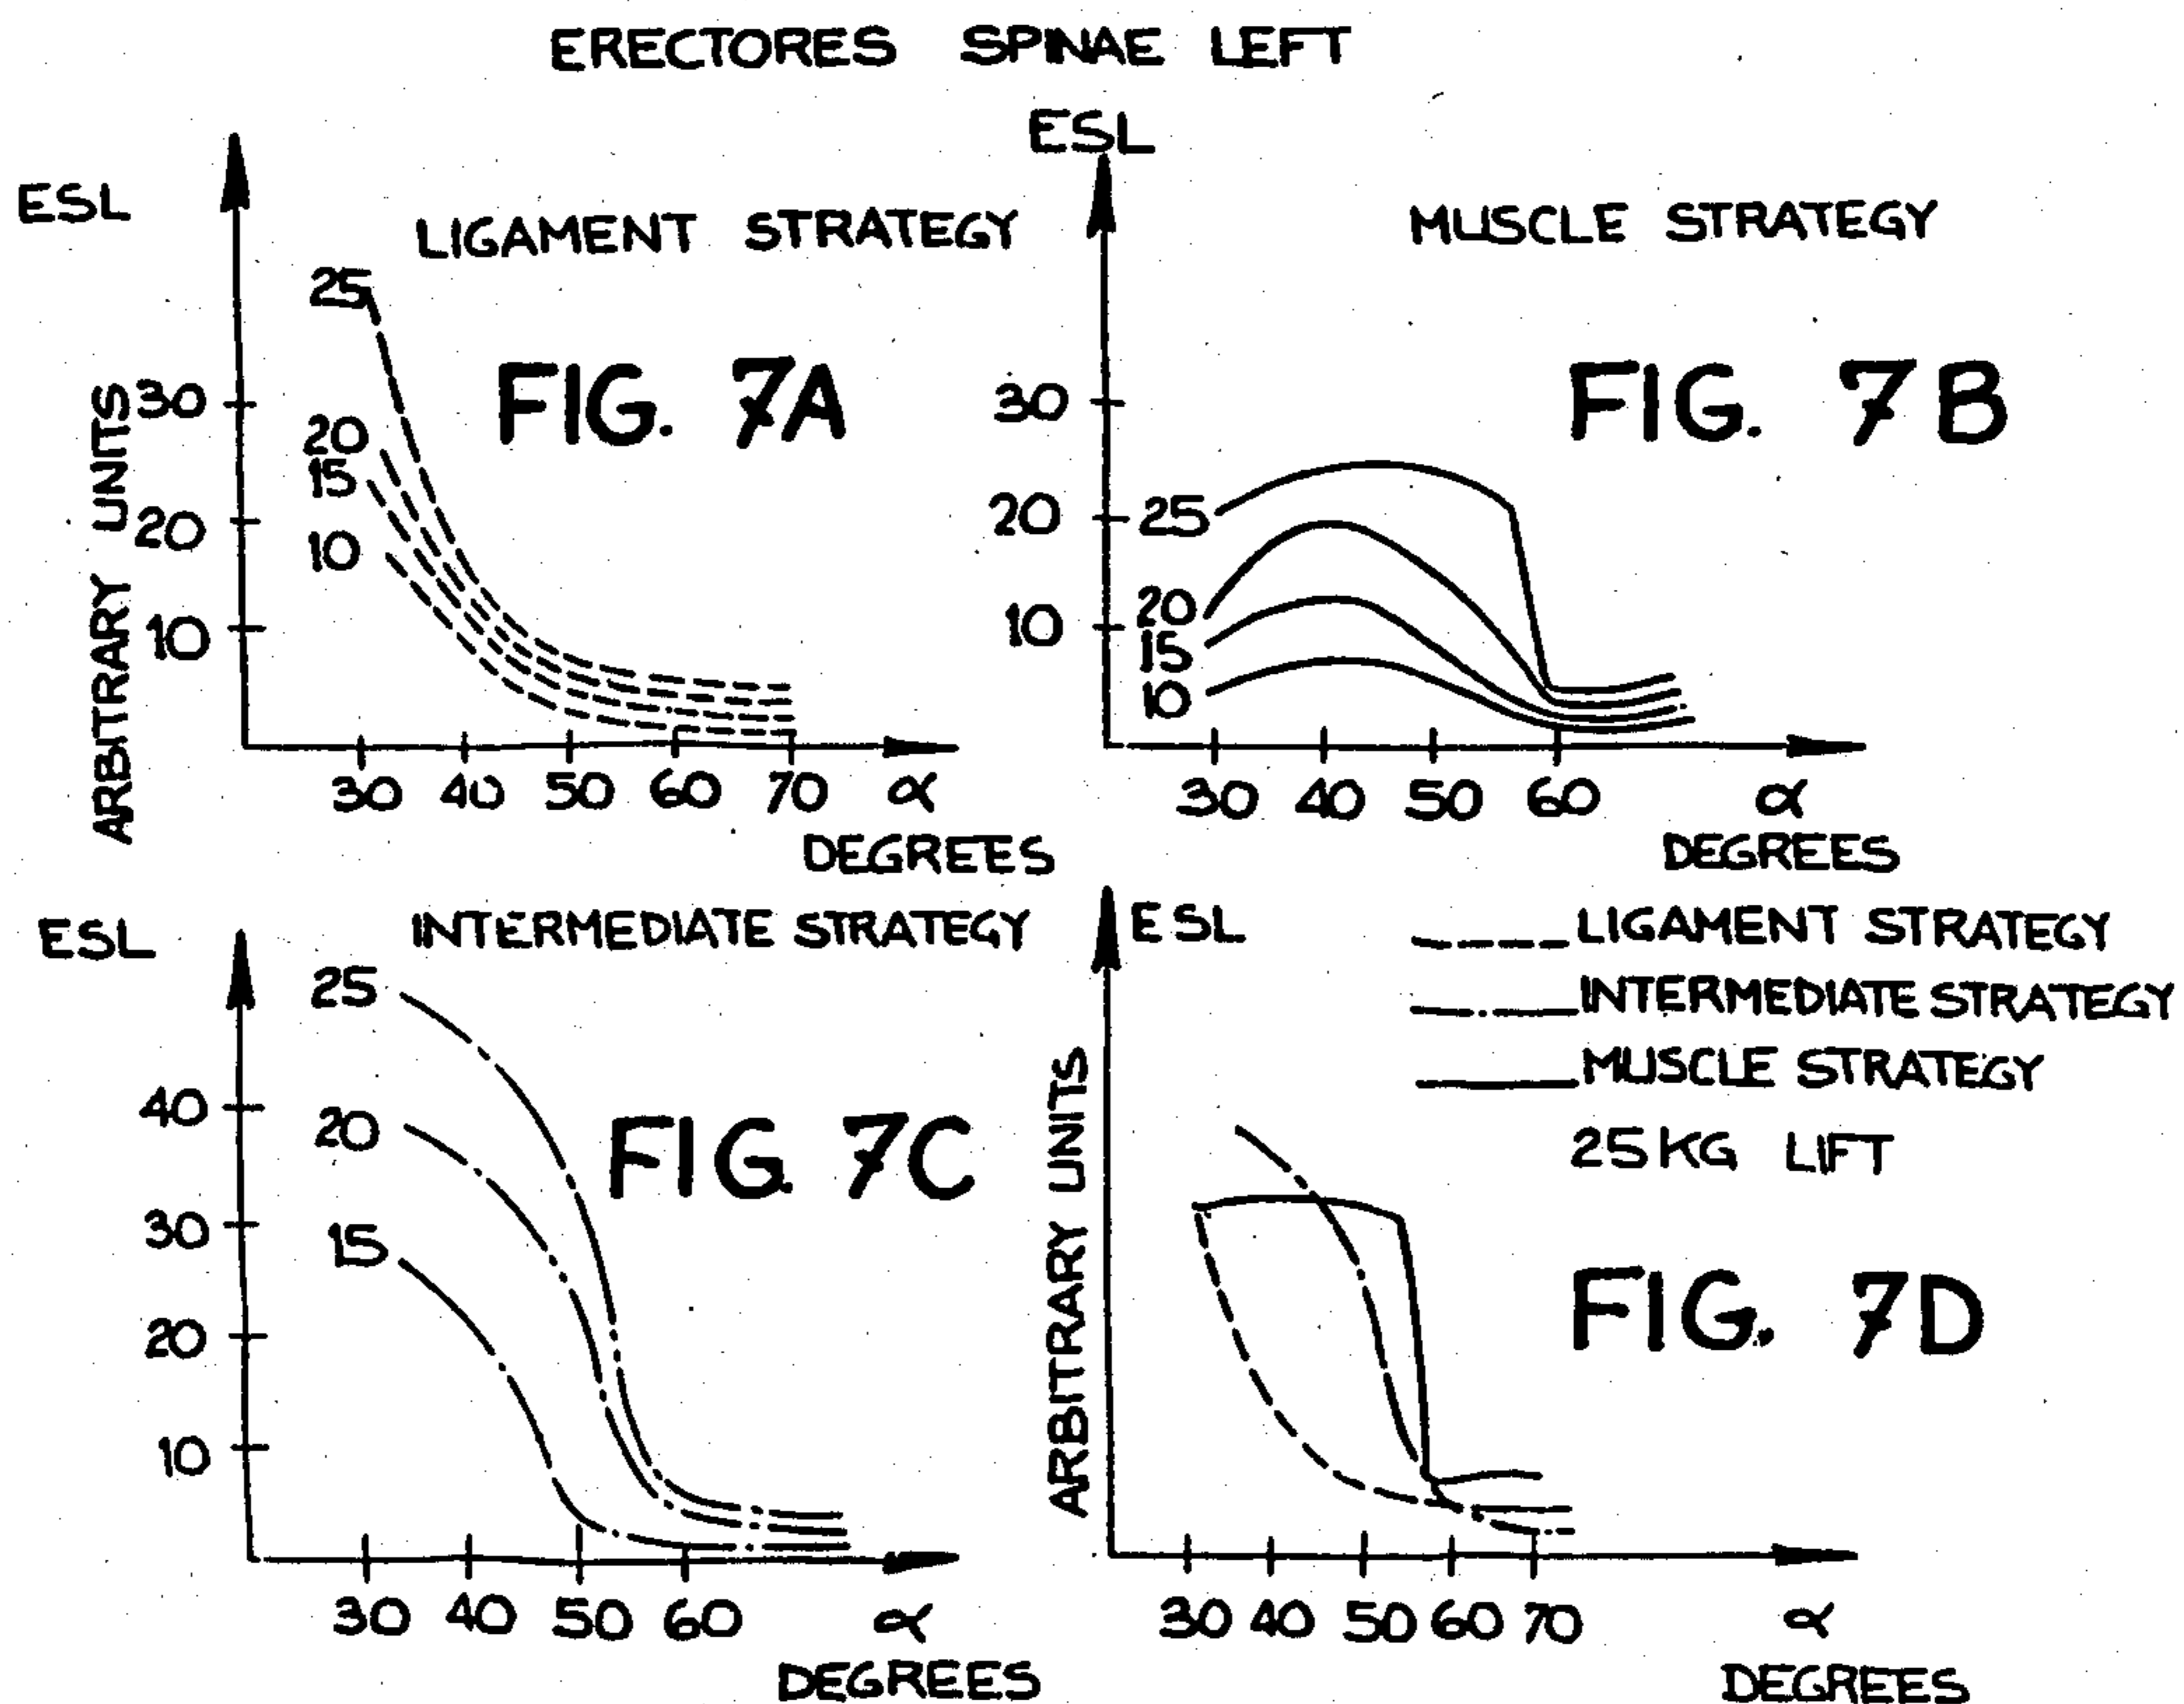 ERECTORES SPINAE LEFT
ESL
LIGAMENT STRATEGY
FIG. 7A
ARBITRARY UNITS
30
20
10
25
20
15
10
30 40 50 60 70 α
DEGREES
ESL
MUSCLE STRATEGY
FIG. 7B
30
20
10
25
20
15
10
30 40 50 60 α
DEGREES
ESL
INTERMEDIATE STRATEGY
FIG 7C
40
30
20
10
25
20
15
30 40 50 60 α
DEGREES
ESL
LIGAMENT STRATEGY
INTERMEDIATE STRATEGY
MUSCLE STRATEGY
25KG LIFT
FIG. 7D
ARBITRARY UNITS
30 40 50 60 70 α
DEGREES